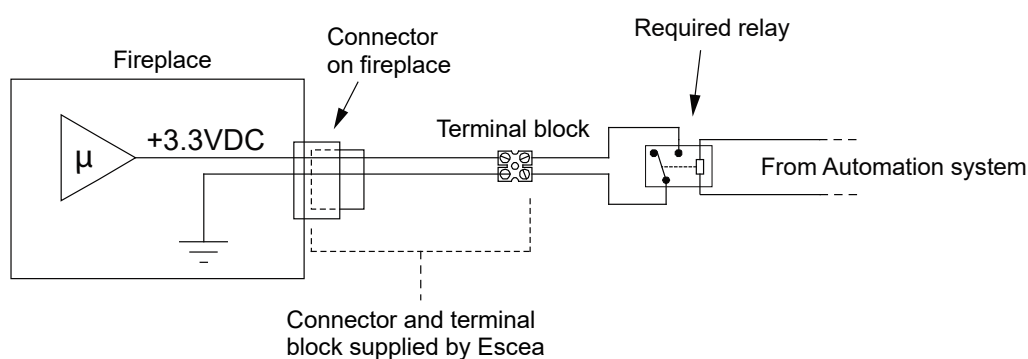 Required relay
Connector
on fireplace
Fireplace
+3.3VDC
Terminal block
μ
From Automation system
Connector and terminal
block supplied by Escea